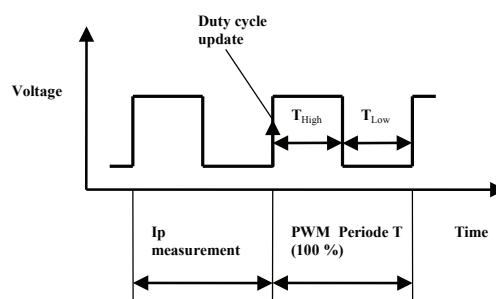 Duty cycle
update
Voltage
THigh
TLow
Ip
measurement
PWM Periode T
(100 %)
Time